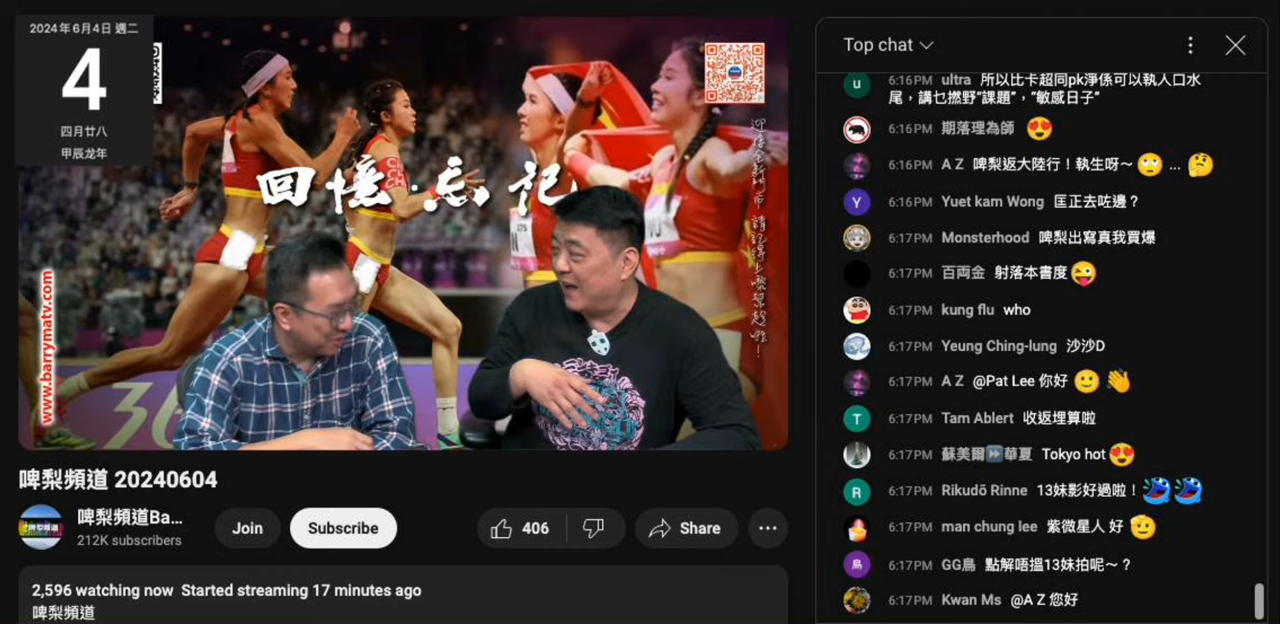 2024年6月4日 週二
4
四月廿八
甲辰龙年
回憶·忘記
www.barrymatv.com
36
啤梨頻道 20240604
啤梨頻道Ba...
212K subscribers
Join
Subscribe
406
Share
2,596 watching now Started streaming 17 minutes ago
啤梨頻道
Top chat
6:16PM ultra 所以比卡超同pk淨係可以執人口水
尾，講乜撚野"課題"，"敏感日子"
6:16PM 期落理為師 😍
6:16PM A Z 啤梨返大陸行！執生呀～🙄 ... 🤔
6:16PM Yuet kam Wong 匡正去咗邊？
6:17PM Monsterhood 啤梨出寫真我買爆
6:17PM 百両金 射落本書度😜
6:17PM kung flu who
6:17PM Yeung Ching-lung 沙沙D
6:17PM A Z @Pat Lee 你好 🙂 👋
6:17PM Tam Ablert 收返埋算啦
6:17PM 蘇美爾⏩華夏 Tokyo hot😍
6:17PM Rikudō Rinne 13妹影好過啦！🤣🤣
6:17PM man chung lee 紫微星人 好 🫡
6:17PM GG鳥 點解唔搵13妹拍呢～？
6:17PM Kwan Ms @A Z 您好